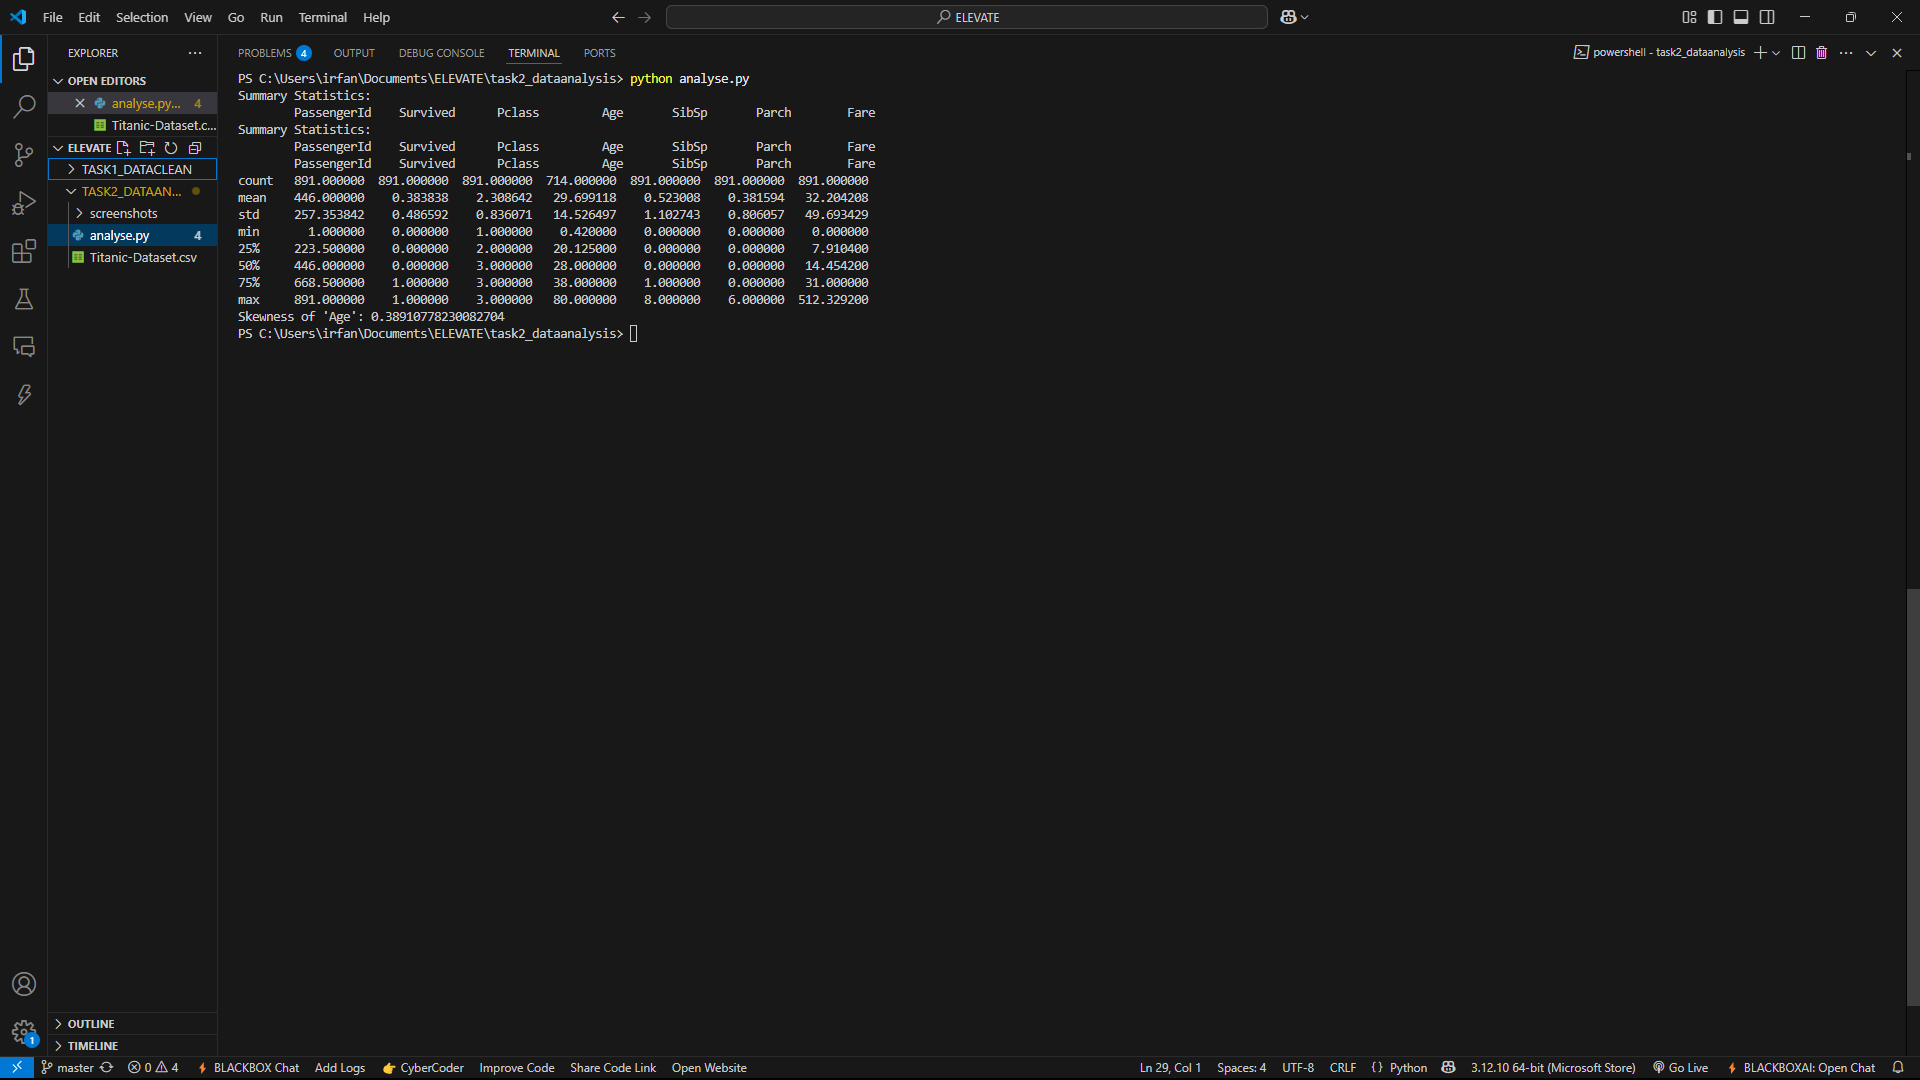 File Edit Selection View Go Run Terminal Help
ELEVATE
EXPLORER
OPEN EDITORS
analyse.py... 4
Titanic-Dataset.c...
ELEVATE
TASK1_DATACLEAN
TASK2_DATAAN...
screenshots
analyse.py 4
Titanic-Dataset.csv
OUTLINE
TIMELINE
PROBLEMS 4 OUTPUT DEBUG CONSOLE TERMINAL PORTS
powershell - task2_dataanalysis
PS C:\Users\irfan\Documents\ELEVATE\task2_dataanalysis> python analyse.py
Summary Statistics:
PassengerId Survived Pclass Age SibSp Parch Fare
Summary Statistics:
PassengerId Survived Pclass Age SibSp Parch Fare
PassengerId Survived Pclass Age SibSp Parch Fare
count 891.000000 891.000000 891.000000 714.000000 891.000000 891.000000 891.000000
mean 446.000000 0.383838 2.308642 29.699118 0.523008 0.381594 32.204208
std 257.353842 0.486592 0.836071 14.526497 1.102743 0.806057 49.693429
min 1.000000 0.000000 1.000000 0.420000 0.000000 0.000000 0.000000
25% 223.500000 0.000000 2.000000 20.125000 0.000000 0.000000 7.910400
50% 446.000000 0.000000 3.000000 28.000000 0.000000 0.000000 14.454200
75% 668.500000 1.000000 3.000000 38.000000 1.000000 0.000000 31.000000
max 891.000000 1.000000 3.000000 80.000000 8.000000 6.000000 512.329200
Skewness of 'Age': 0.38910778230082704
PS C:\Users\irfan\Documents\ELEVATE\task2_dataanalysis>
1
master 0 4 BLACKBOX Chat Add Logs CyberCoder Improve Code Share Code Link Open Website Ln 29, Col 1 Spaces: 4 UTF-8 CRLF {} Python 3.12.10 64-bit (Microsoft Store) Go Live BLACKBOXAI: Open Chat